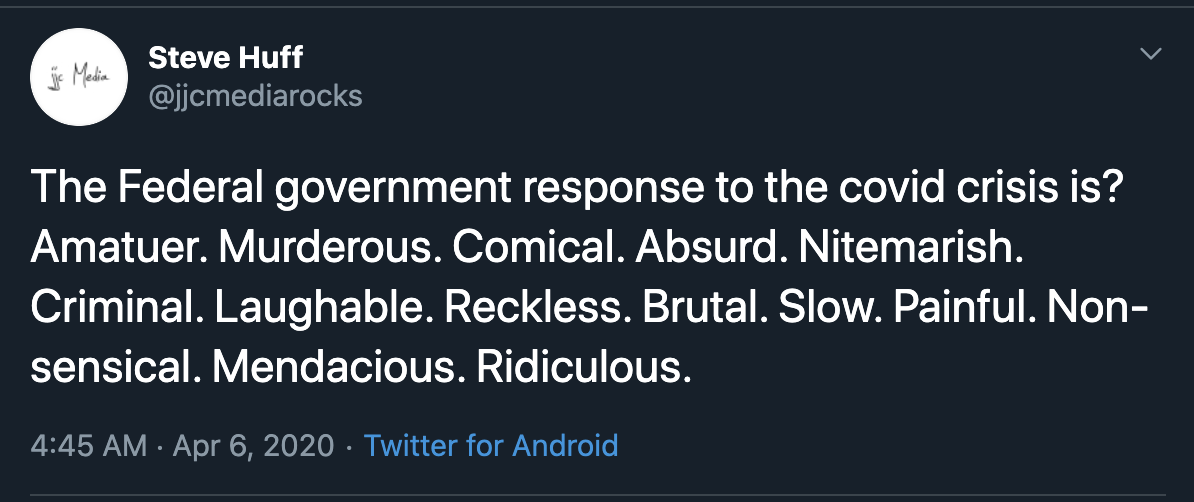 jjc Media
Steve Huff
@jjcmediarocks
The Federal government response to the covid crisis is?
Amatuer. Murderous. Comical. Absurd. Nitemarish.
Criminal. Laughable. Reckless. Brutal. Slow. Painful. Non-
sensical. Mendacious. Ridiculous.
4:45 AM · Apr 6, 2020 · Twitter for Android